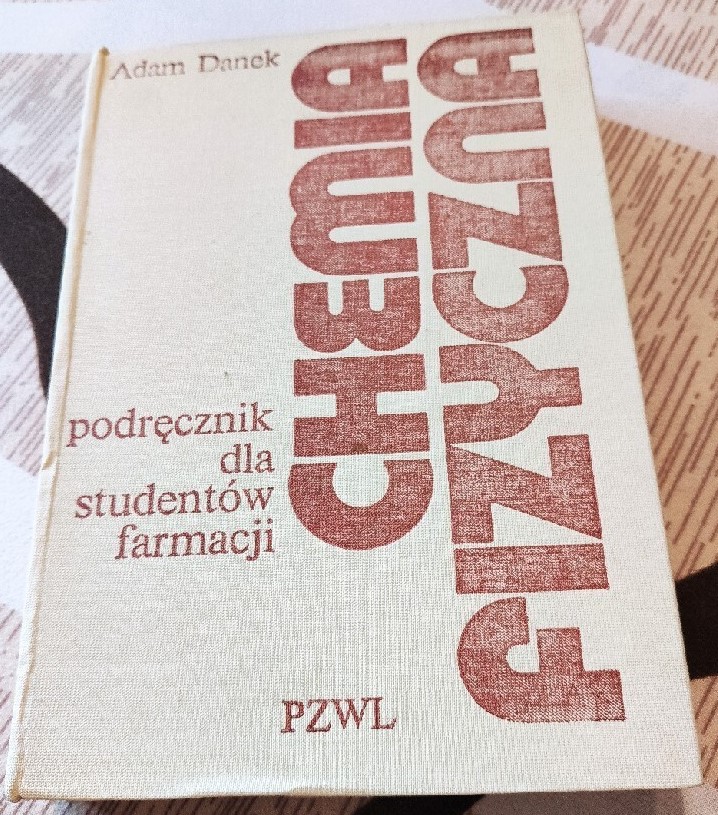 Adam Danek
CHEMIA
FIZYCZNA
podręcznik
dla
studentów
farmacji
PZWL